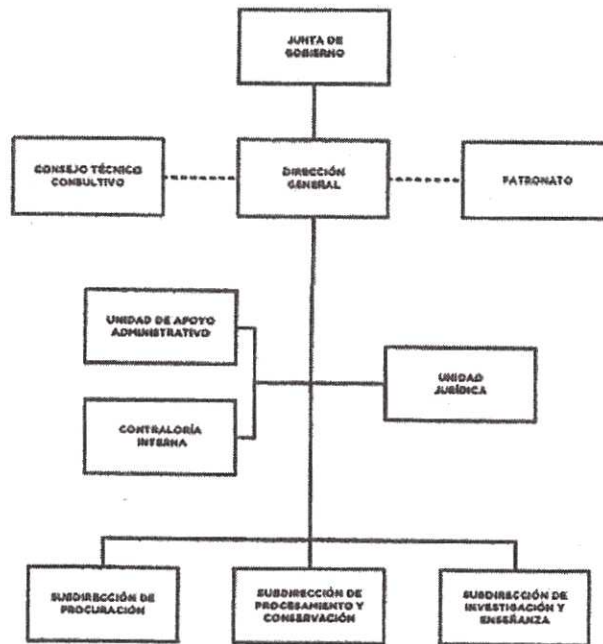 JUNTA DE
GOBIERNO
CONSEJO TÉCNICO
CONSULTIVO
DIRECCIÓN
GENERAL
PATRONATO
UNIDAD DE APOYO
ADMINISTRATIVO
UNIDAD
JURÍDICA
CONTRALORÍA
INTERNA
SUBDIRECCIÓN DE
PROCURACIÓN
SUBDIRECCIÓN DE
PROCESAMIENTO Y
CONSERVACIÓN
SUBDIRECCIÓN DE
INVESTIGACIÓN Y
ENSEÑANZA